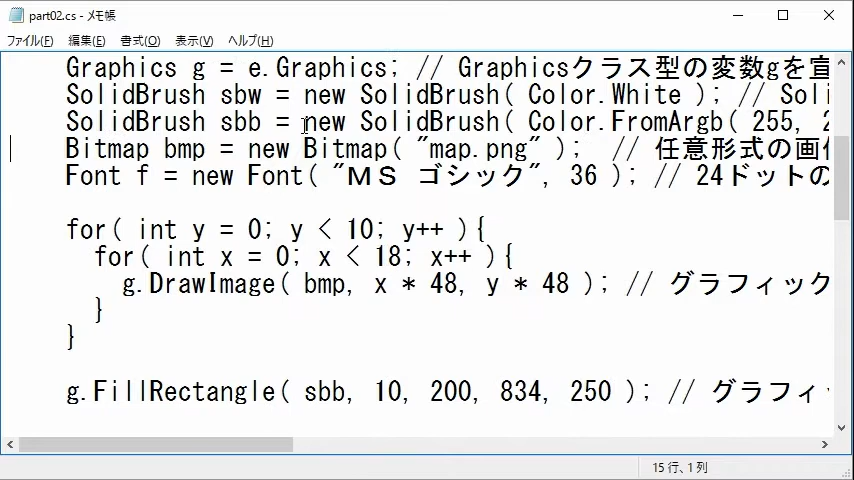 part02.cs - メモ帳
ファイル(F) 編集(E) 書式(O) 表示(V) ヘルプ(H)
Graphics g = e.Graphics; // Graphicsクラス型の変数gを宣
SolidBrush sbw = new SolidBrush( Color.White ); // Soli
SolidBrush sbb = new SolidBrush( Color.FromArgb( 255, 2
Bitmap bmp = new Bitmap( "map.png" ); // 任意形式の画像
Font f = new Font( "ＭＳ ゴシック", 36 ); // 24ドットの
for( int y = 0; y < 10; y++ ){
for( int x = 0; x < 18; x++ ){
g.DrawImage( bmp, x * 48, y * 48 ); // グラフィック
}
}
g.FillRectangle( sbb, 10, 200, 834, 250 ); // グラフィ
15 行、1 列